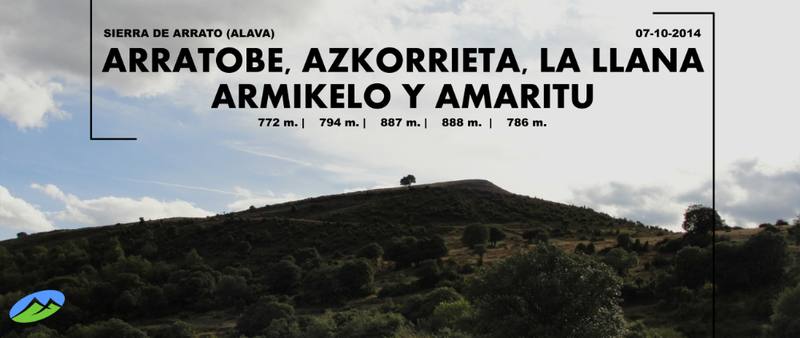 SIERRA DE ARRATO (ALAVA)
07-10-2014
ARRATOBE, AZKORRIETA, LA LLANA
ARMIKELO Y AMARITU
772 m. | 794 m. | 887 m. | 888 m. | 786 m.